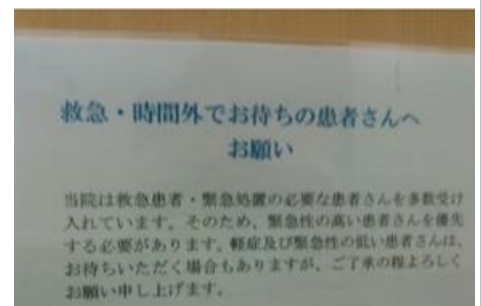 救急・時間外でお待ちの患者さんへ
お願い
当院は救急患者・緊急処置の必要な患者さんを多数受け
入れています。そのため、緊急性の高い患者さんを優先
する必要があります。軽症及び緊急性の低い患者さんは、
お待ちいただく場合もありますが、ご了承の程よろしく
お願い申し上げます。